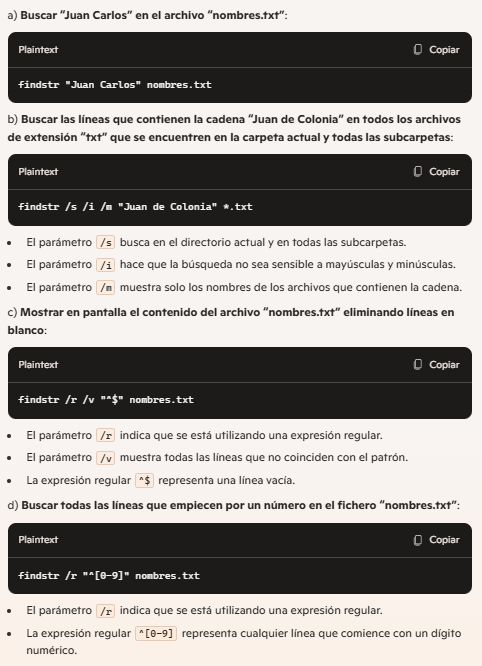 a) Buscar “Juan Carlos” en el archivo “nombres.txt”:
Plaintext Copiar
findstr "Juan Carlos" nombres.txt
b) Buscar las líneas que contienen la cadena “Juan de Colonia” en todos los archivos
de extensión “txt” que se encuentren en la carpeta actual y todas las subcarpetas:
Plaintext Copiar
findstr /s /i /m "Juan de Colonia" *.txt
• El parámetro /s busca en el directorio actual y en todas las subcarpetas.
• El parámetro /i hace que la búsqueda no sea sensible a mayúsculas y minúsculas.
• El parámetro /m muestra solo los nombres de los archivos que contienen la cadena.
c) Mostrar en pantalla el contenido del archivo “nombres.txt” eliminando líneas en
blanco:
Plaintext Copiar
findstr /r /v "^$" nombres.txt
• El parámetro /r indica que se está utilizando una expresión regular.
• El parámetro /v muestra todas las líneas que no coinciden con el patrón.
• La expresión regular ^$ representa una línea vacía.
d) Buscar todas las líneas que empiecen por un número en el fichero “nombres.txt”:
Plaintext Copiar
findstr /r "^[0-9]" nombres.txt
• El parámetro /r indica que se está utilizando una expresión regular.
• La expresión regular ^[0-9] representa cualquier línea que comience con un dígito
numérico.